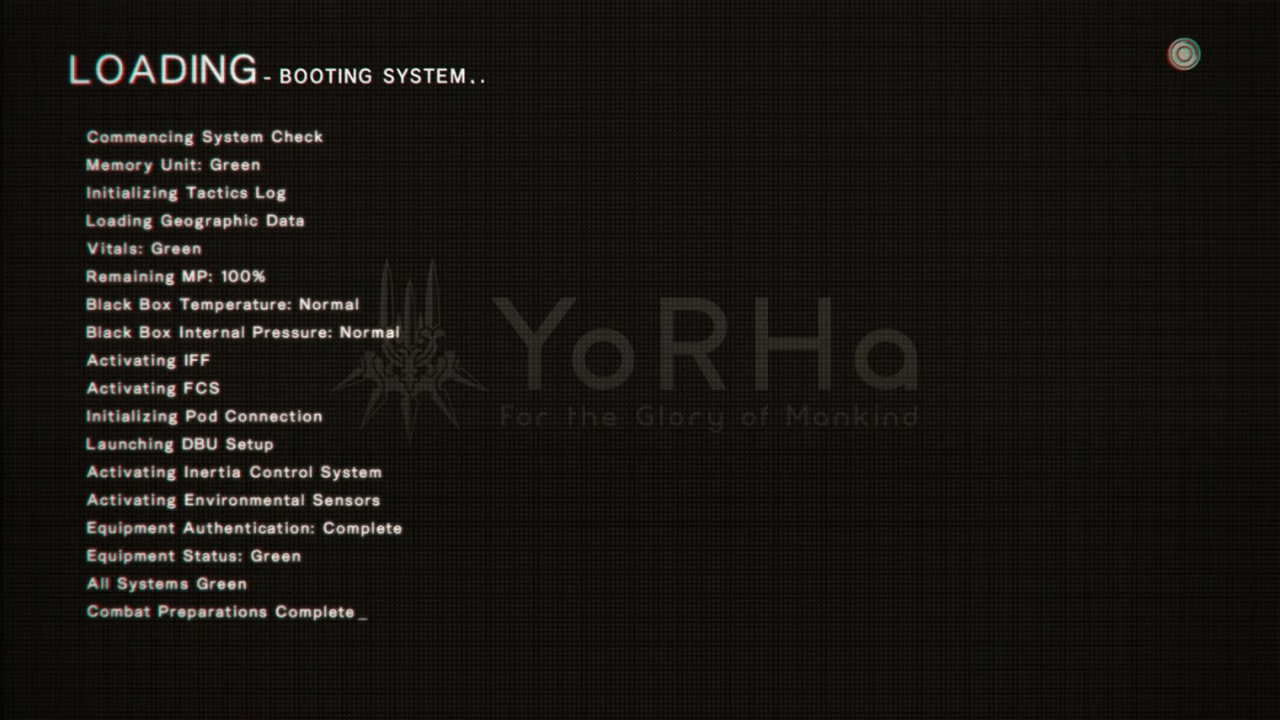 LOADING - BOOTING SYSTEM..
Commencing System Check
Memory Unit: Green
Initializing Tactics Log
Loading Geographic Data
Vitals: Green
Remaining MP: 100%
Black Box Temperature: Normal
Black Box Internal Pressure: Normal
Activating IFF
Activating FCS
Initializing Pod Connection
Launching DBU Setup
Activating Inertia Control System
Activating Environmental Sensors
Equipment Authentication: Complete
Equipment Status: Green
All Systems Green
Combat Preparations Complete_
YoRHa
For the Glory of Mankind